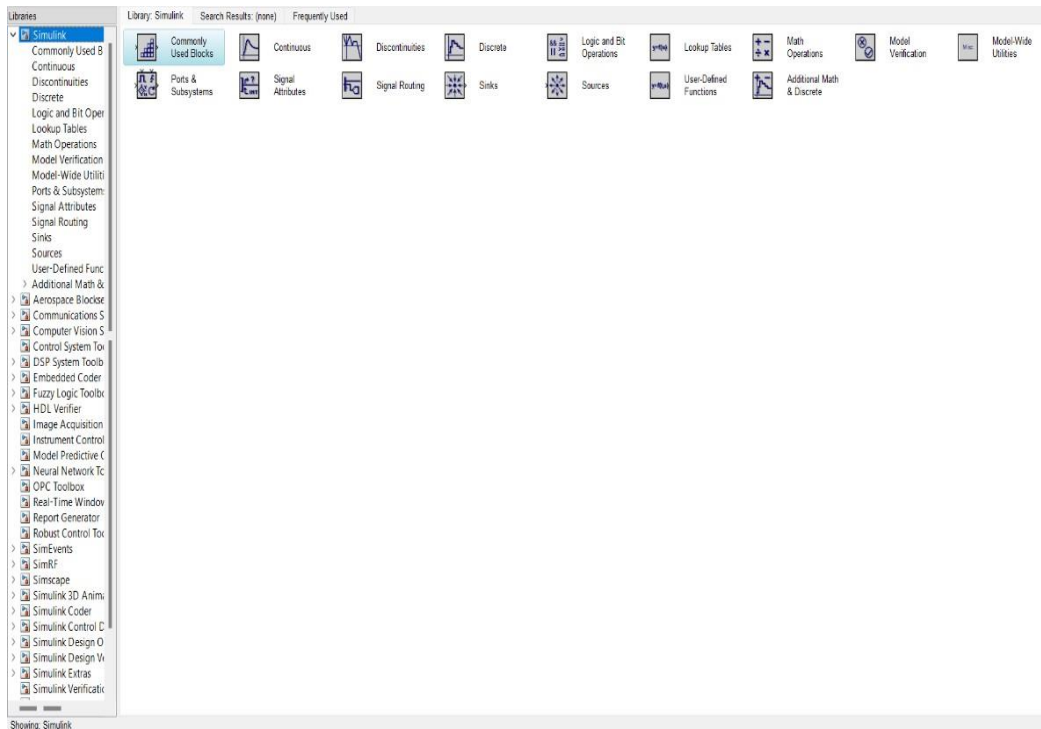 Libraries
Library: Simulink Search Results: (none) Frequently Used
Simulink
Commonly Used B
Continuous
Discontinuities
Discrete
Logic and Bit Oper
Lookup Tables
Math Operations
Model Verification
Model-Wide Utiliti
Ports & Subsystem
Signal Attributes
Signal Routing
Sinks
Sources
User-Defined Func
Additional Math &
Aerospace Blockse
Communications S
Computer Vision S
Control System Too
DSP System Toolb
Embedded Coder
Fuzzy Logic Toolbo
HDL Verifier
Image Acquisition
Instrument Control
Model Predictive C
Neural Network To
OPC Toolbox
Real-Time Window
Report Generator
Robust Control Too
SimEvents
SimRF
Simscape
Simulink 3D Anima
Simulink Coder
Simulink Control D
Simulink Design O
Simulink Design Ve
Simulink Extras
Simulink Verificatio
Commonly
Used Blocks
Continuous
Discontinuities
Discrete
Logic and Bit
Operations
Lookup Tables
Math
Operations
Model
Verification
Misc
Model-Wide
Utilities
Ports &
Subsystems
Signal
Attributes
Signal Routing
Sinks
Sources
User-Defined
Functions
Additional Math
& Discrete
Showing: Simulink